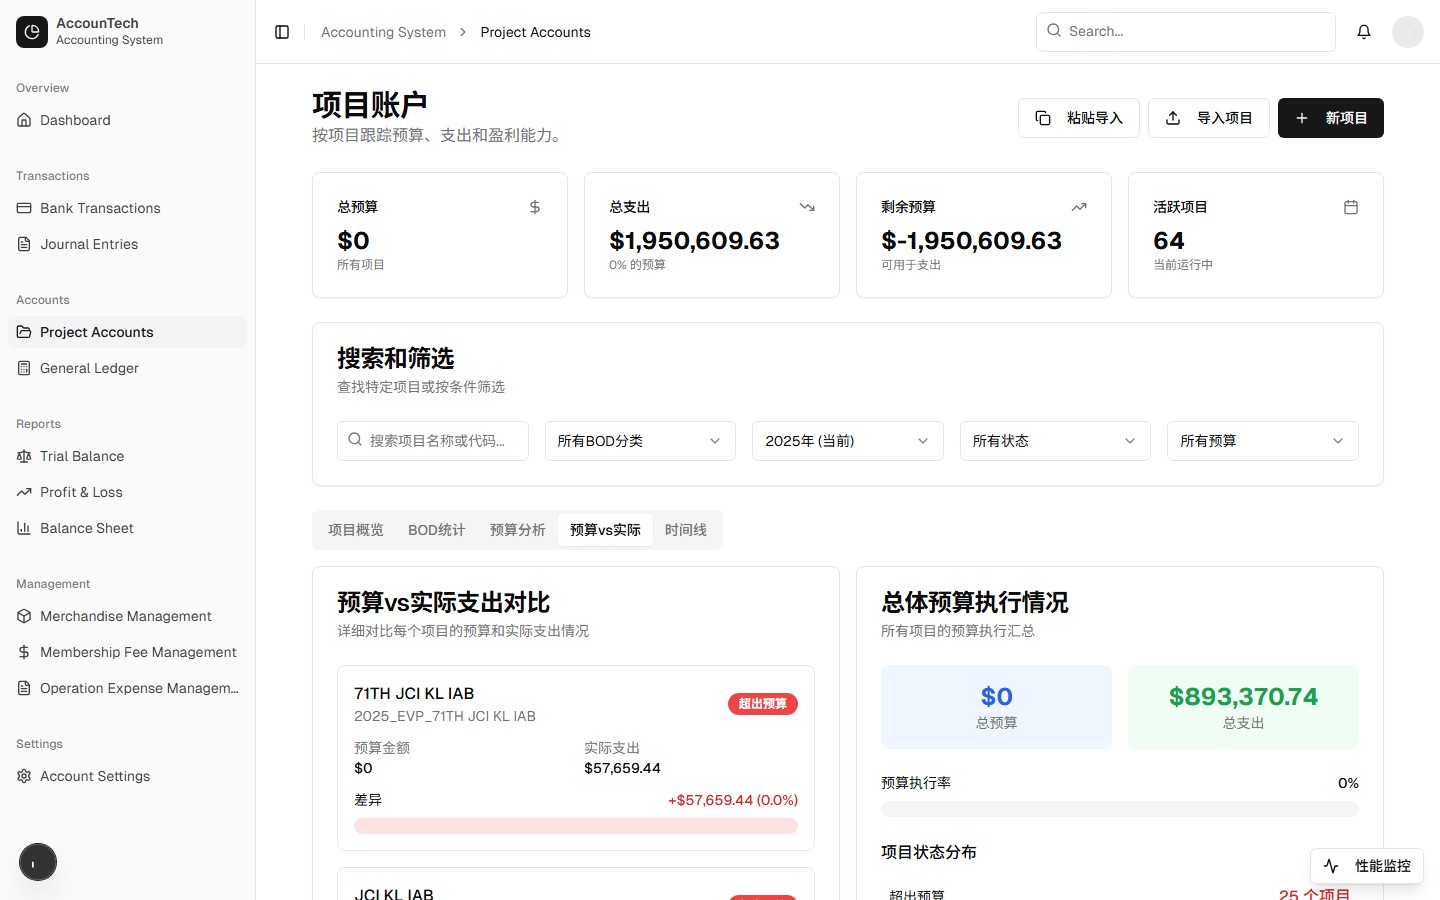 AccounTech
Accounting System
Overview
Dashboard
Transactions
Bank Transactions
Journal Entries
Accounts
Project Accounts
General Ledger
Reports
Trial Balance
Profit & Loss
Balance Sheet
Management
Merchandise Management
Membership Fee Management
Operation Expense Managem...
Settings
Account Settings
Accounting System > Project Accounts
Search...
项目账户
按项目跟踪预算、支出和盈利能力。
粘贴导入
导入项目
新项目
总预算
$0
所有项目
总支出
$1,950,609.63
0% 的预算
剩余预算
$-1,950,609.63
可用于支出
活跃项目
64
当前运行中
搜索和筛选
查找特定项目或按条件筛选
搜索项目名称或代码...
所有BOD分类
2025年 (当前)
所有状态
所有预算
项目概览
BOD统计
预算分析
预算vs实际
时间线
预算vs实际支出对比
详细对比每个项目的预算和实际支出情况
71TH JCI KL IAB
2025_EVP_71TH JCI KL IAB
超出预算
预算金额
$0
实际支出
$57,659.44
差异
+$57,659.44 (0.0%)
JCI KL IAB
总体预算执行情况
所有项目的预算执行汇总
$0
总预算
$893,370.74
总支出
预算执行率
0%
项目状态分布
超出预算
25 个项目
性能监控